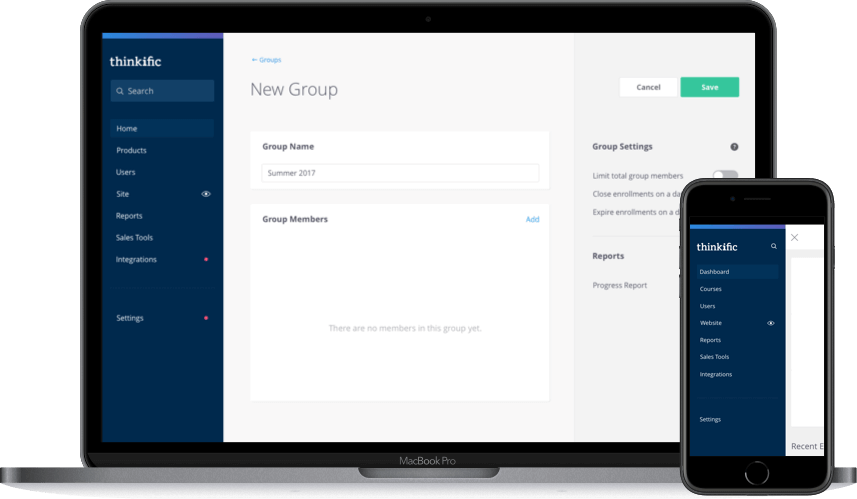 thinkific
Search
Home
Products
Users
Site
Reports
Sales Tools
Integrations
Settings
← Groups
New Group
Cancel
Save
Group Name
Summer 2017
Group Members
Add
There are no members in this group yet.
Group Settings
?
Limit total group members
Close enrollments on a da
Expire enrollments on a d
Reports
Progress Report
MacBook Pro
thinkific
Dashboard
Courses
Users
Website
Reports
Sales Tools
Integrations
Settings
Recent E